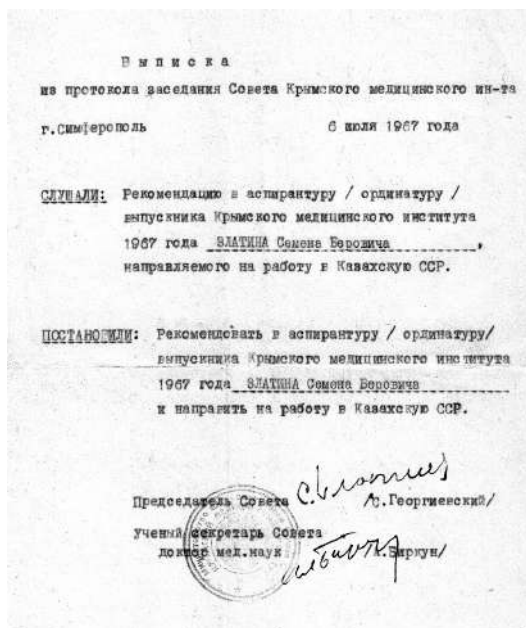 Выписка
из протокола заседания Совета Крымского медицинского ин-та
г.Симферополь 6 июля 1967 года
СЛУШАЛИ: Рекомендацию в аспирантуру / ординатуру /
выпускника Крымского медицинского института
1967 года ЗЛАТИНА Семена Беровича ,
направляемого на работу в Казахскую ССР.
ПОСТАНОВИЛИ: Рекомендовать в аспирантуру / ординатуру/
выпускника Крымского медицинского института
1967 года ЗЛАТИНА Семена Беровича
и направить на работу в Казахскую ССР.
Председатель Совета /С.Георгиевский/
Ученый секретарь Совета
доктор мед.наук Биркун/